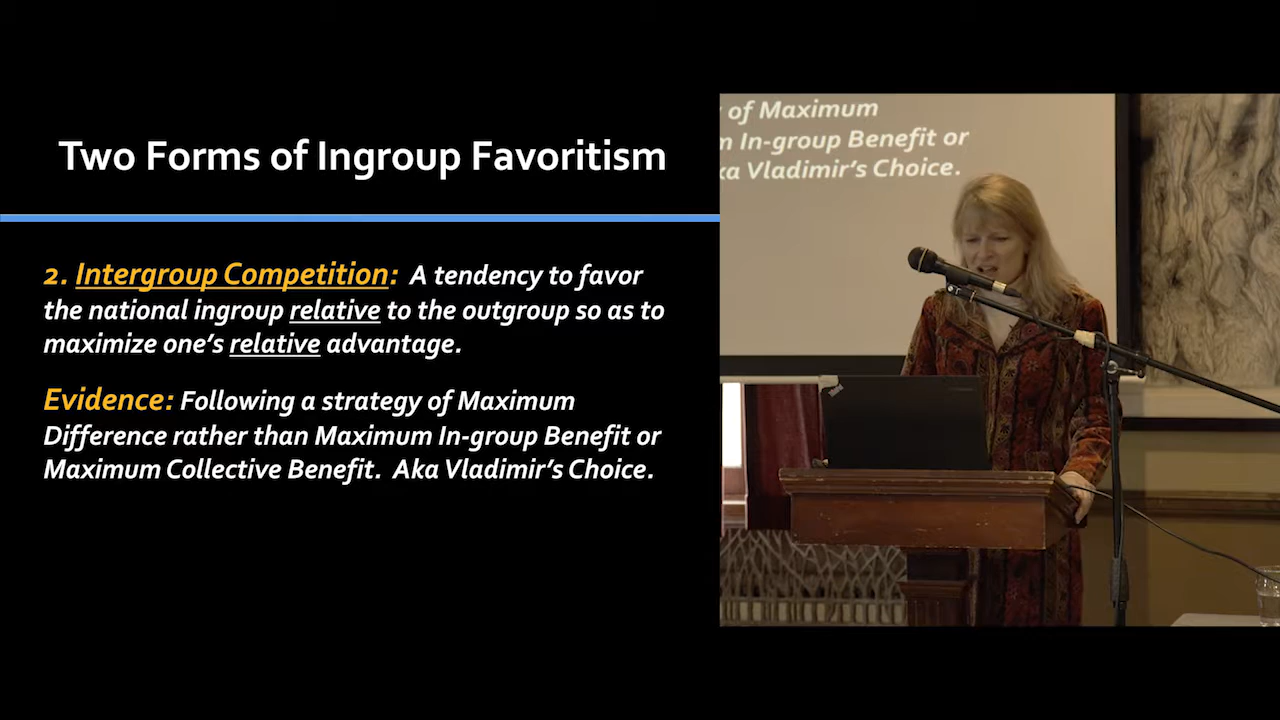 Two Forms of Ingroup Favoritism
2. Intergroup Competition: A tendency to favor
the national ingroup relative to the outgroup so as to
maximize one's relative advantage.
Evidence: Following a strategy of Maximum
Difference rather than Maximum In-group Benefit or
Maximum Collective Benefit. Aka Vladimir's Choice.
of Maximum
In-group Benefit or
Vladimir's Choice.